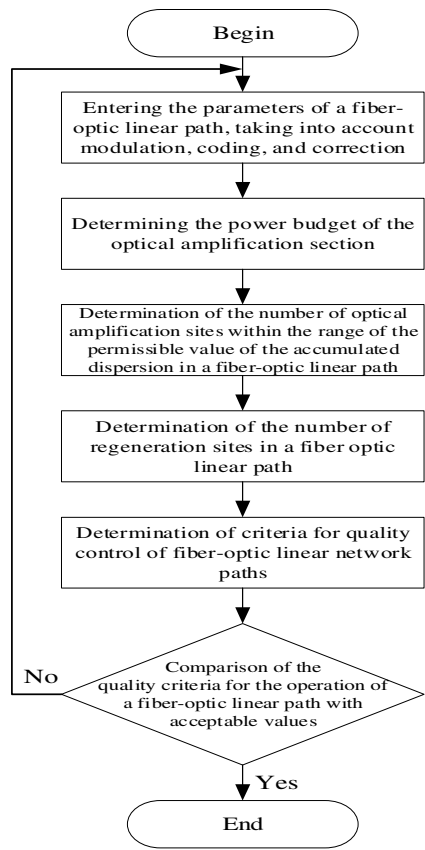 Begin
Entering the parameters of a fiber-
optic linear path, taking into account
modulation, coding, and correction
Determining the power budget of the
optical amplification section
Determination of the number of optical
amplification sites within the range of the
permissible value of the accumulated
dispersion in a fiber-optic linear path
Determination of the number of
regeneration sites in a fiber optic
linear path
Determination of criteria for quality
control of fiber-optic linear network
paths
Comparison of the
quality criteria for the operation of
a fiber-optic linear path with
acceptable values
No
Yes
End